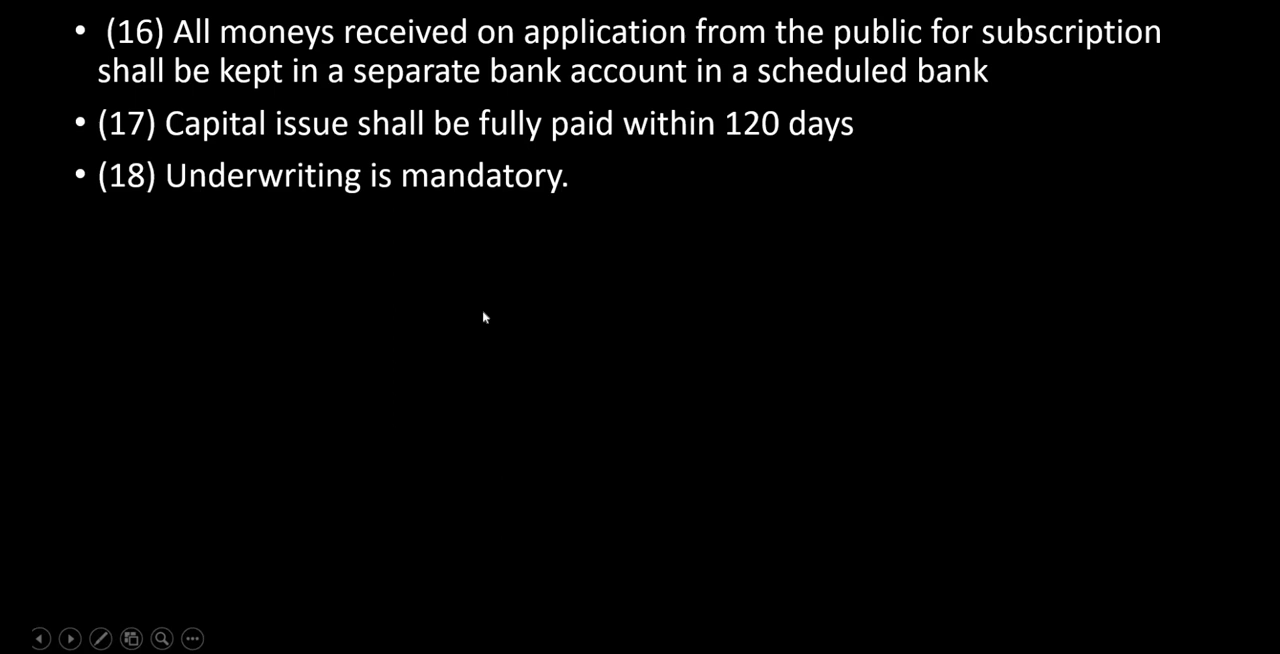 • (16) All moneys received on application from the public for subscription
shall be kept in a separate bank account in a scheduled bank
• (17) Capital issue shall be fully paid within 120 days
• (18) Underwriting is mandatory.